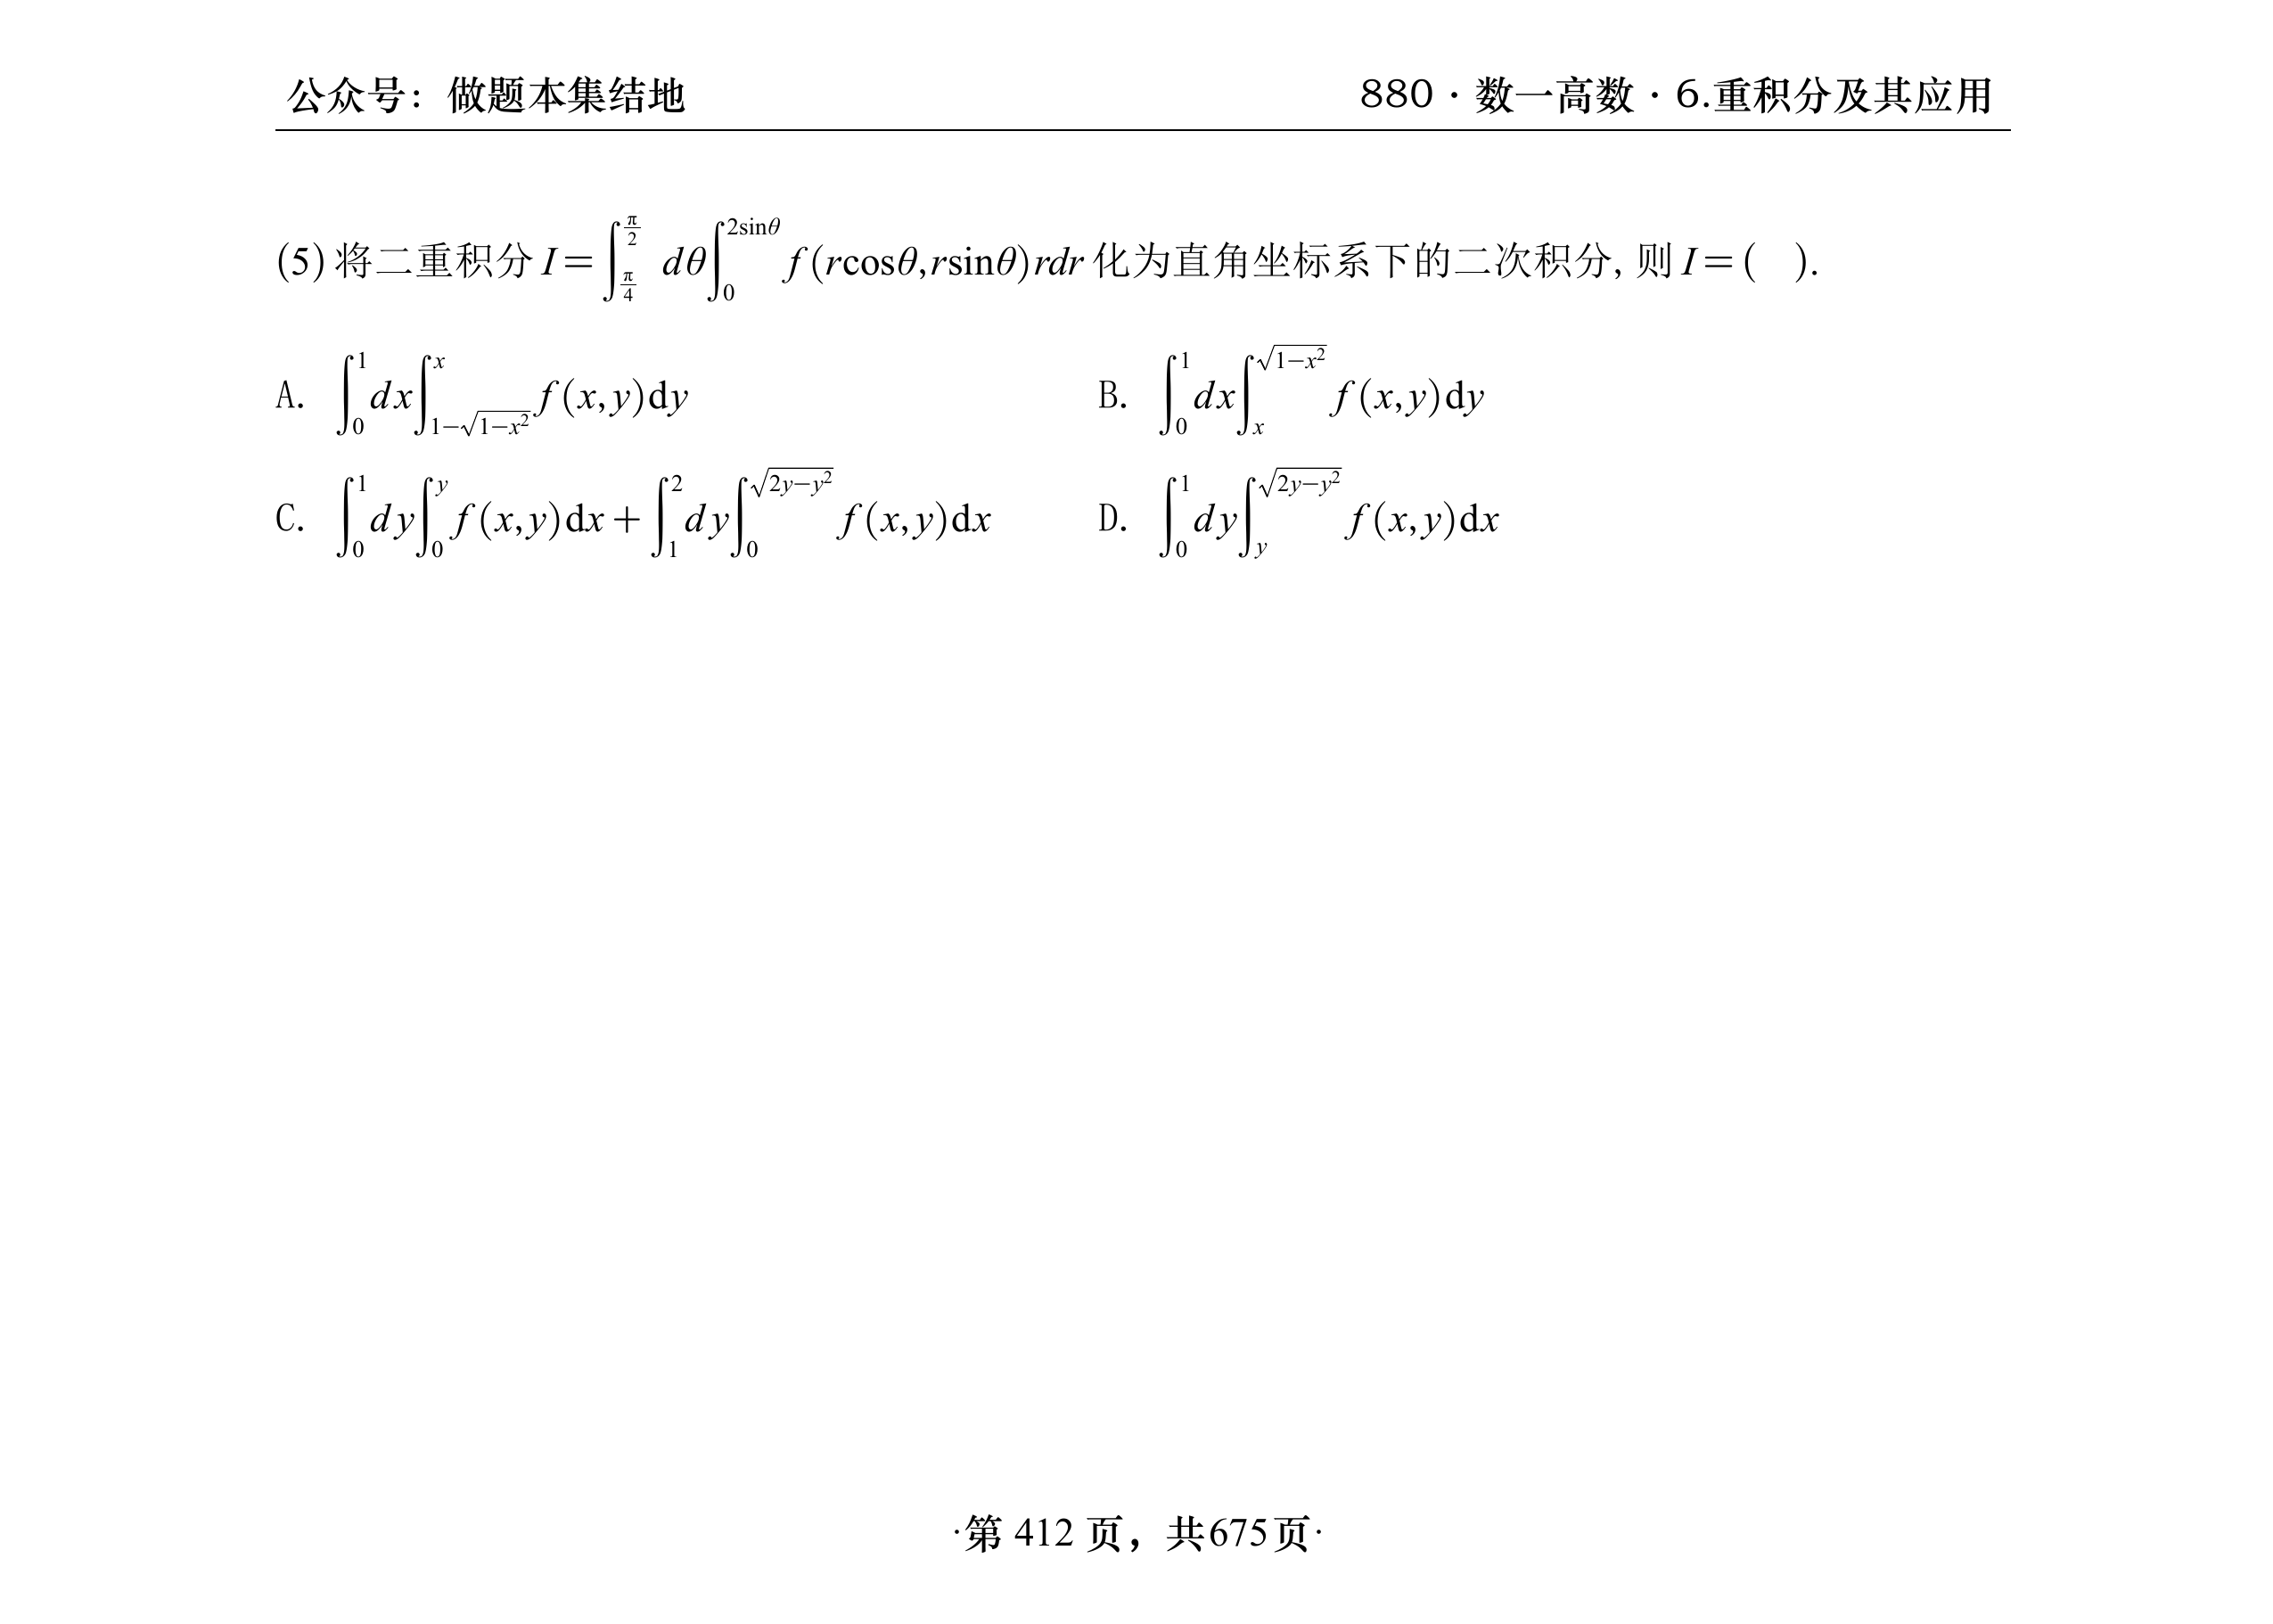 公众号：做题本集结地 880·数一高数·6.重积分及其应用
(5) 将二重积分 $I=\int_{\frac{\pi}{4}}^{\frac{\pi}{2}} d\theta \int_{0}^{2\sin\theta} f(r\cos\theta, r\sin\theta) r dr$ 化为直角坐标系下的二次积分, 则 $I=(\quad)$.
A. $\int_{0}^{1} dx \int_{1-\sqrt{1-x^2}}^{x} f(x,y) \mathrm{d}y$ B. $\int_{0}^{1} dx \int_{x}^{\sqrt{1-x^2}} f(x,y) \mathrm{d}y$
C. $\int_{0}^{1} dy \int_{0}^{y} f(x,y) \mathrm{d}x + \int_{1}^{2} dy \int_{0}^{\sqrt{2y-y^2}} f(x,y) \mathrm{d}x$ D. $\int_{0}^{1} dy \int_{y}^{\sqrt{2y-y^2}} f(x,y) \mathrm{d}x$
·第 412 页，共675页·